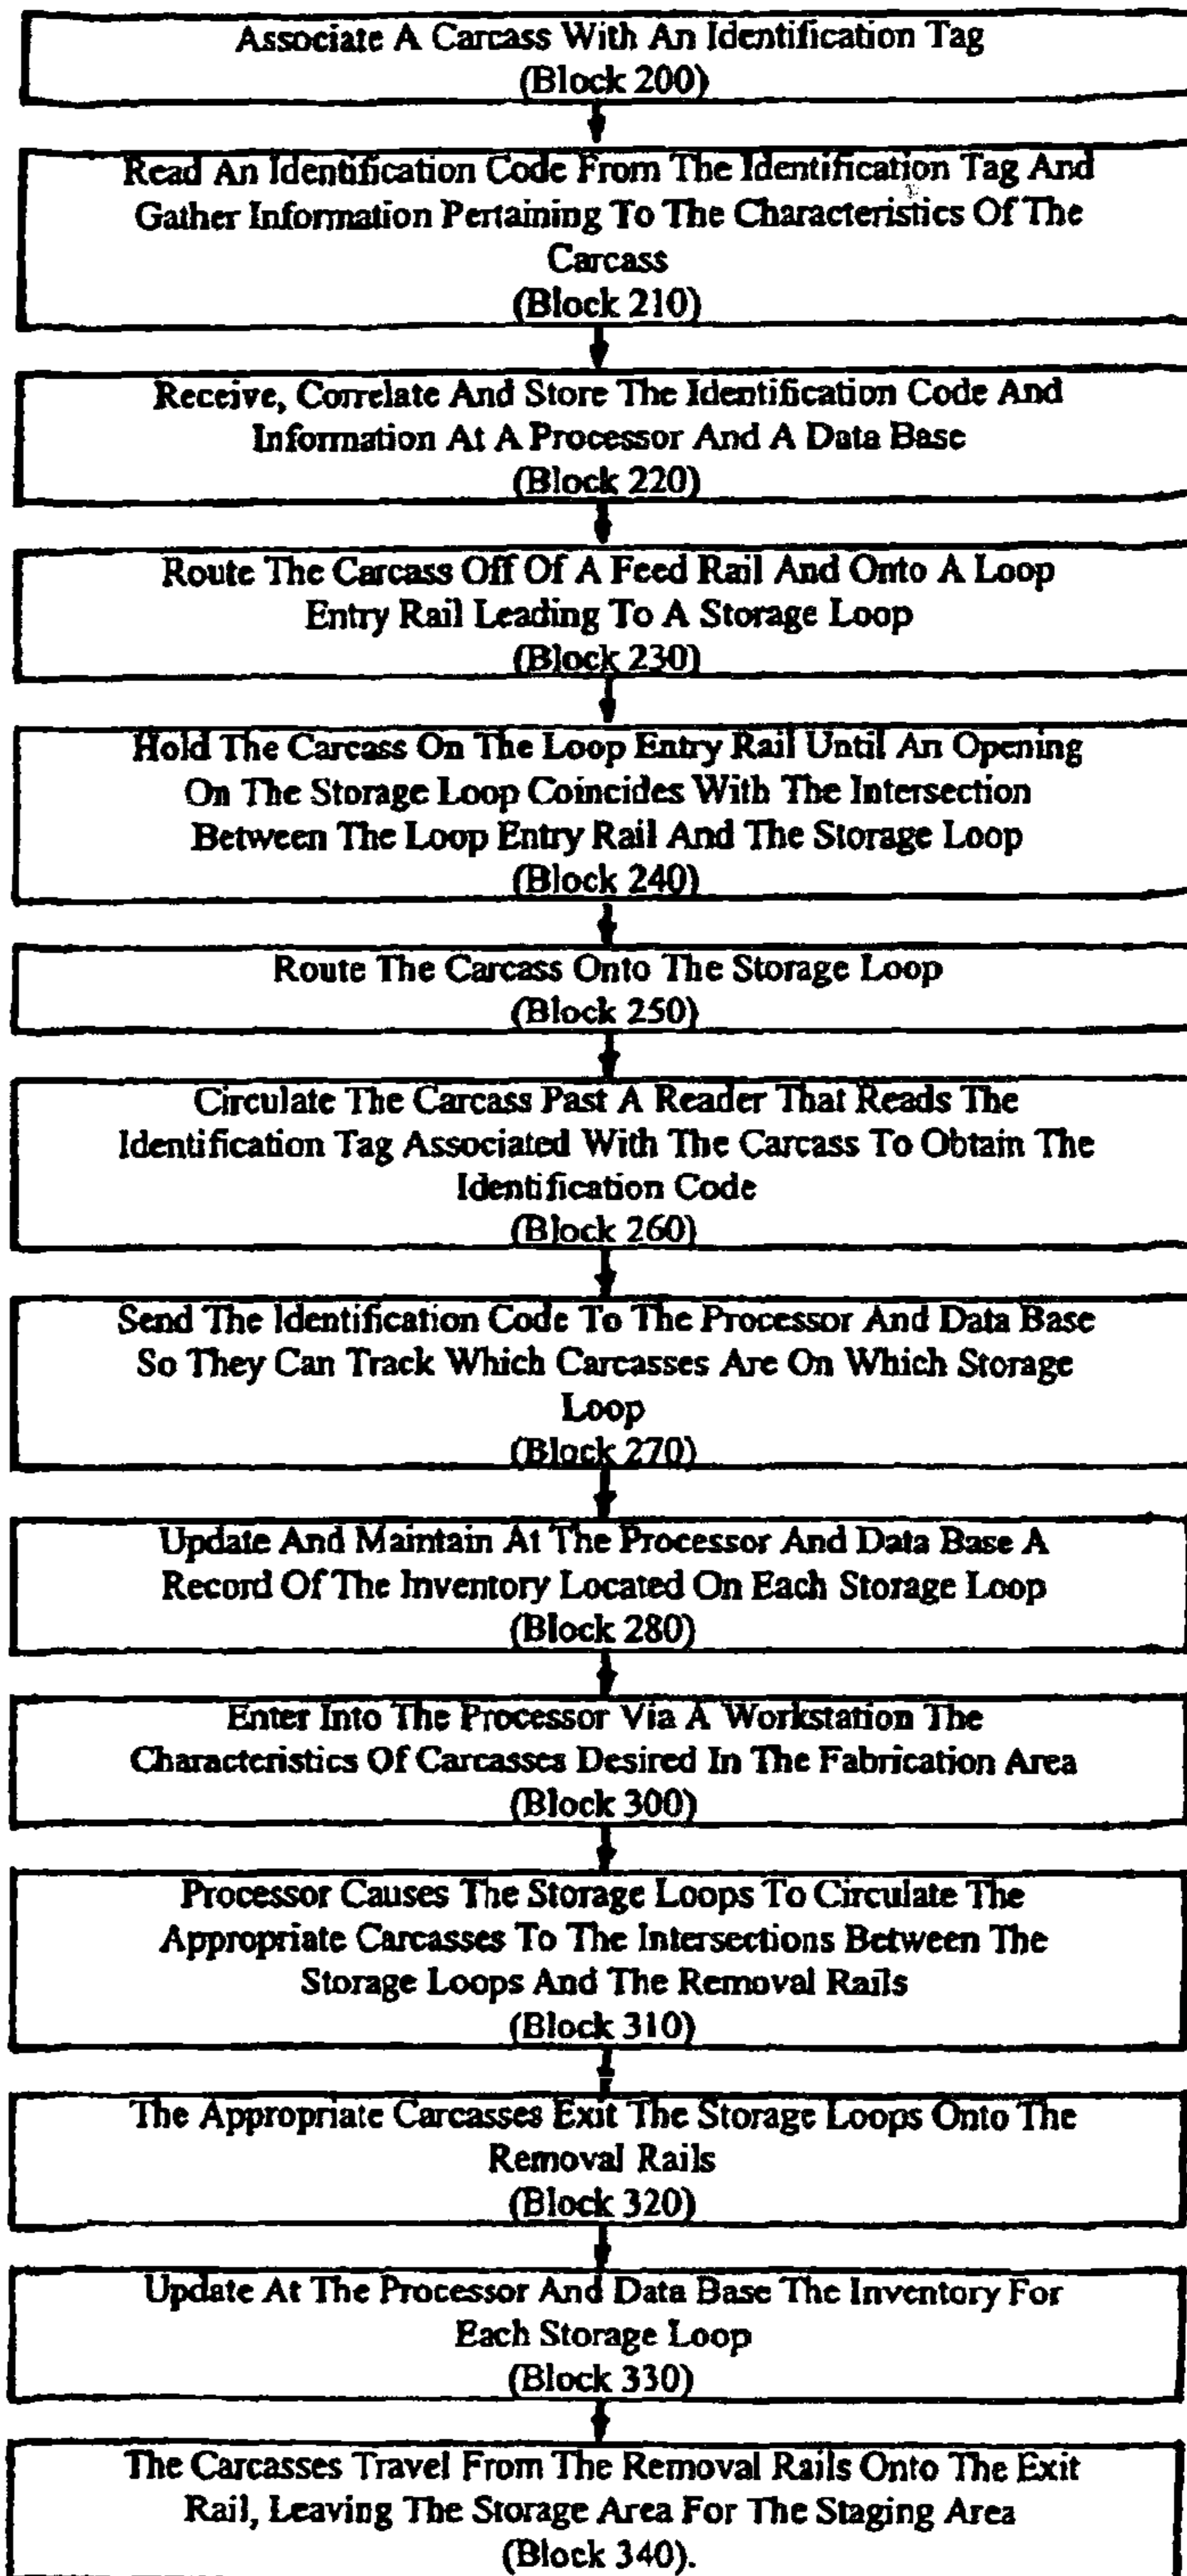 Associate A Carcass With An Identification Tag
(Block 200)
Read An Identification Code From The Identification Tag And
Gather Information Pertaining To The Characteristics Of The
Carcass
(Block 210)
Receive, Correlate And Store The Identification Code And
Information At A Processor And A Data Base
(Block 220)
Route The Carcass Off Of A Feed Rail And Onto A Loop
Entry Rail Leading To A Storage Loop
(Block 230)
Hold The Carcass On The Loop Entry Rail Until An Opening
On The Storage Loop Coincides With The Intersection
Between The Loop Entry Rail And The Storage Loop
(Block 240)
Route The Carcass Onto The Storage Loop
(Block 250)
Circulate The Carcass Past A Reader That Reads The
Identification Tag Associated With The Carcass To Obtain The
Identification Code
(Block 260)
Send The Identification Code To The Processor And Data Base
So They Can Track Which Carcasses Are On Which Storage
Loop
(Block 270)
Update And Maintain At The Processor And Data Base A
Record Of The Inventory Located On Each Storage Loop
(Block 280)
Enter Into The Processor Via A Workstation The
Characteristics Of Carcasses Desired In The Fabrication Area
(Block 300)
Processor Causes The Storage Loops To Circulate The
Appropriate Carcasses To The Intersections Between The
Storage Loops And The Removal Rails
(Block 310)
The Appropriate Carcasses Exit The Storage Loops Onto The
Removal Rails
(Block 320)
Update At The Processor And Data Base The Inventory For
Each Storage Loop
(Block 330)
The Carcasses Travel From The Removal Rails Onto The Exit
Rail, Leaving The Storage Area For The Staging Area
(Block 340).